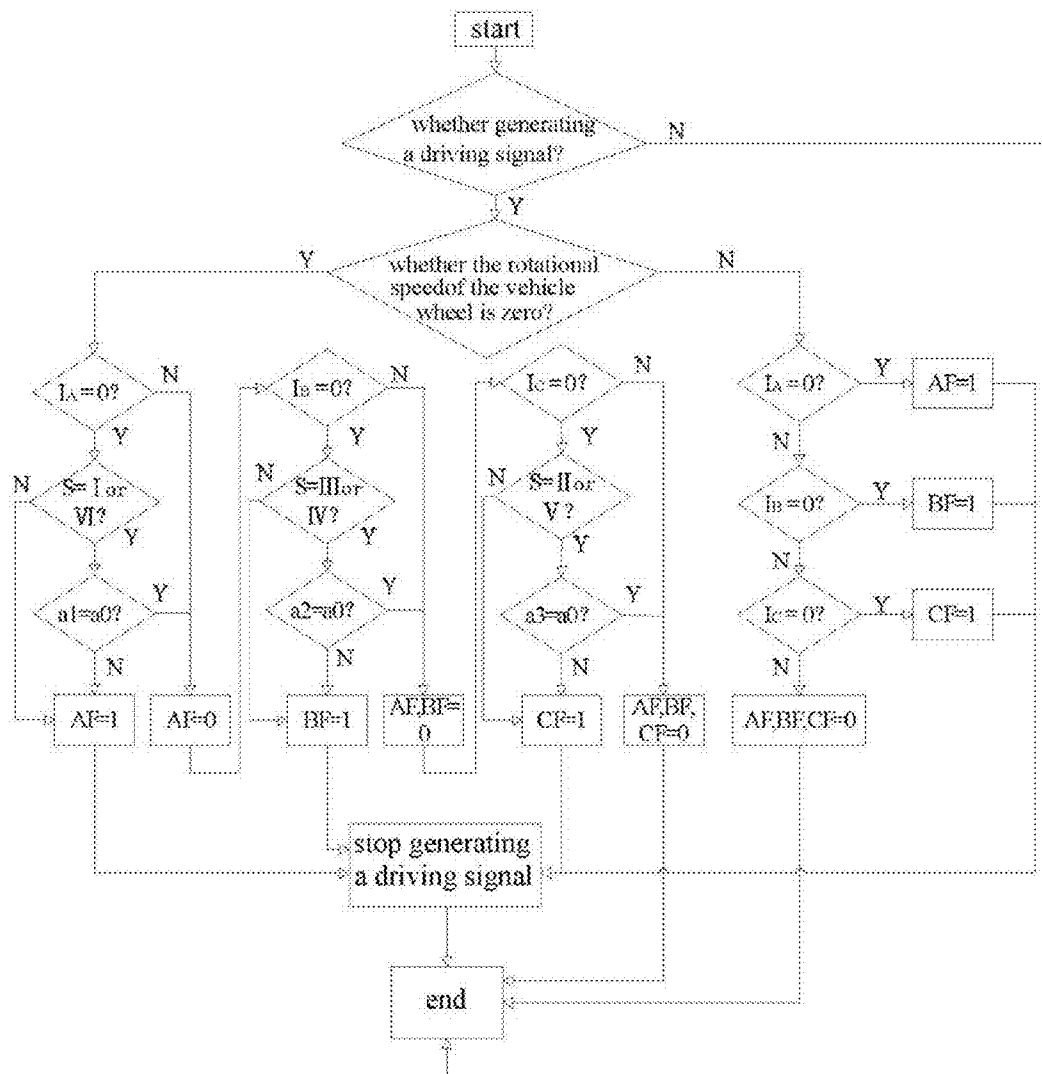 start
whether generating
a driving signal?
N
Y
whether the rotational
speedof the vehicle
wheel is zero?
Y
N
IA=0?
N
Y
S= I or
VI?
N
Y
a1=a0?
Y
N
AF=1
AF=0
IB=0?
N
Y
S=III or
IV?
N
Y
a2=a0?
Y
N
BF=1
AF,BF=
0
IC=0?
N
Y
S=II or
V?
N
Y
a3=a0?
Y
N
CF=1
AF,BF,
CF=0
IA=0?
Y
AF=1
N
IB=0?
Y
BF=1
N
IC=0?
Y
CF=1
N
AF,BF,CF=0
stop generating
a driving signal
end